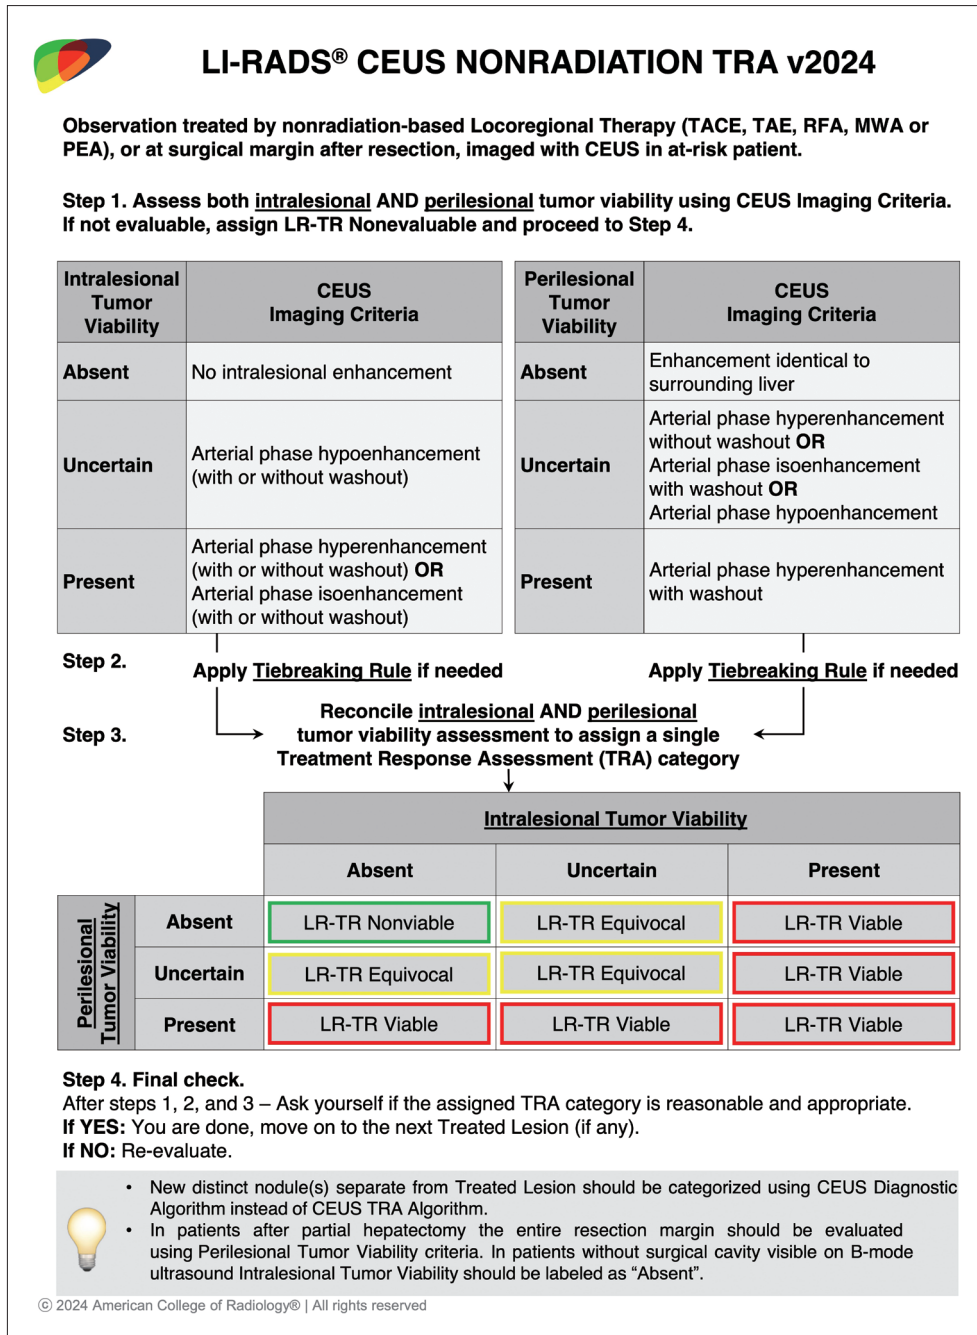 LI-RADS® CEUS NONRADIATION TRA v2024
Observation treated by nonradiation-based Locoregional Therapy (TACE, TAE, RFA, MWA or
PEA), or at surgical margin after resection, imaged with CEUS in at-risk patient.
Step 1. Assess both intralesional AND perilesional tumor viability using CEUS Imaging Criteria.
If not evaluable, assign LR-TR Nonevaluable and proceed to Step 4.
Intralesional
Tumor
Viability
CEUS
Imaging Criteria
Absent
No intralesional enhancement
Uncertain
Arterial phase hypoenhancement
(with or without washout)
Present
Arterial phase hyperenhancement
(with or without washout) OR
Arterial phase isoenhancement
(with or without washout)
Perilesional
Tumor
Viability
CEUS
Imaging Criteria
Absent
Enhancement identical to
surrounding liver
Uncertain
Arterial phase hyperenhancement
without washout OR
Arterial phase isoenhancement
with washout OR
Arterial phase hypoenhancement
Present
Arterial phase hyperenhancement
with washout
Step 2.
Apply Tiebreaking Rule if needed
Apply Tiebreaking Rule if needed
Step 3.
Reconcile intralesional AND perilesional
tumor viability assessment to assign a single
Treatment Response Assessment (TRA) category
Intralesional Tumor Viability
Absent Uncertain Present
Perilesional
Tumor Viability
Absent LR-TR Nonviable LR-TR Equivocal LR-TR Viable
Uncertain LR-TR Equivocal LR-TR Equivocal LR-TR Viable
Present LR-TR Viable LR-TR Viable LR-TR Viable
Step 4. Final check.
After steps 1, 2, and 3 – Ask yourself if the assigned TRA category is reasonable and appropriate.
If YES: You are done, move on to the next Treated Lesion (if any).
If NO: Re-evaluate.
• New distinct nodule(s) separate from Treated Lesion should be categorized using CEUS Diagnostic
Algorithm instead of CEUS TRA Algorithm.
• In patients after partial hepatectomy the entire resection margin should be evaluated
using Perilesional Tumor Viability criteria. In patients without surgical cavity visible on B-mode
ultrasound Intralesional Tumor Viability should be labeled as “Absent”.
© 2024 American College of Radiology® | All rights reserved